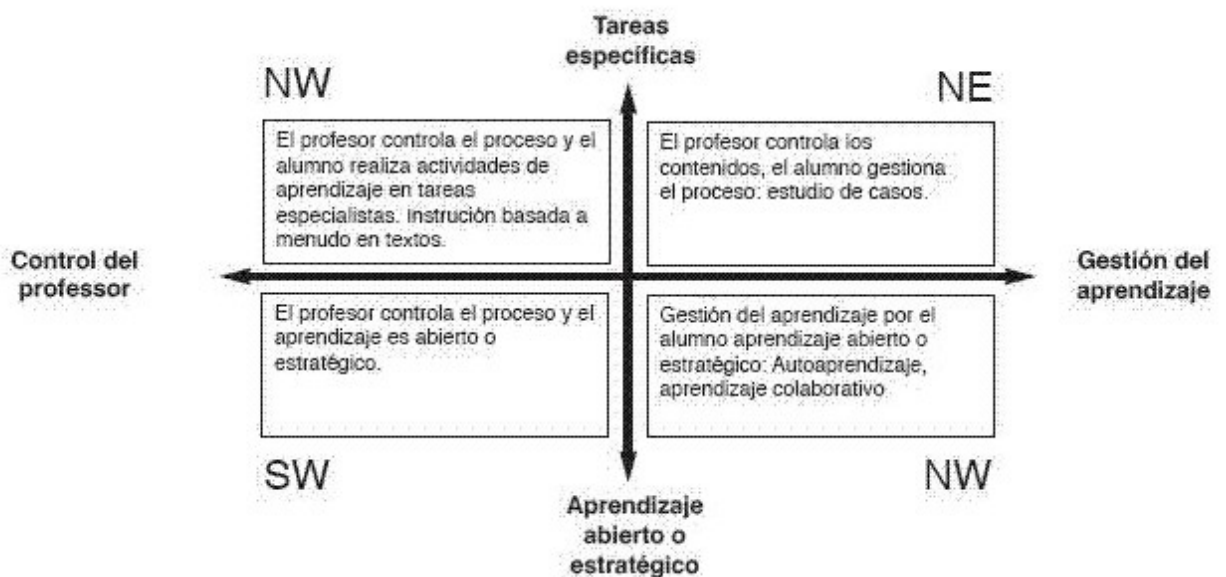 Tareas
específicas
NW
NE
El profesor controla el proceso y el
alumno realiza actividades de
aprendizaje en tareas
especialistas. Instrución basada a
menudo en textos.
El profesor controla los
contenidos, el alumno gestiona
el proceso: estudio de casos.
Control del
professor
Gestión del
aprendizaje
El profesor controla el proceso y el
aprendizaje es abierto o
estratégico.
Gestión del aprendizaje por el
alumno aprendizaje abierto o
estratégico: Autoaprendizaje,
aprendizaje colaborativo
SW
NW
Aprendizaje
abierto o
estratégico